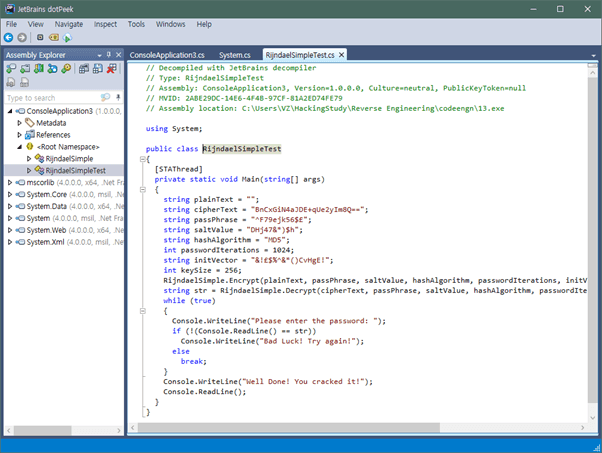 JetBrains dotPeek
File View Navigate Inspect Tools Windows Help
Assembly Explorer
ConsoleApplication3.cs System.cs RijndaelSimpleTest.cs
Type to search
ConsoleApplication3 (1.0.0.0,
Metadata
References
<Root Namespace>
RijndaelSimple
RijndaelSimpleTest
mscorlib (4.0.0.0, x64, .Net Fra
System.Core (4.0.0.0, msil, .Ne
System.Data (4.0.0.0, x64, .Net
System (4.0.0.0, msil, .Net Fra
System.Web (4.0.0.0, x64, .Net
System.Xml (4.0.0.0, msil, .Net
// Decompiled with JetBrains decompiler
// Type: RijndaelSimpleTest
// Assembly: ConsoleApplication3, Version=1.0.0.0, Culture=neutral, PublicKeyToken=null
// MVID: 2ABE29DC-14E6-4F4B-97CF-81A2ED74FE79
// Assembly location: C:\Users\VZ\HackingStudy\Reverse Engineering\codeengn\13.exe
using System;
public class RijndaelSimpleTest
{
[STAThread]
private static void Main(string[] args)
{
string plainText = "";
string cipherText = "BnCxGiN4aJDE+qUe2yIm8Q==";
string passPhrase = "^F79ejk56$£";
string saltValue = "DHj47&*)$h";
string hashAlgorithm = "MD5";
int passwordIterations = 1024;
string initVector = "&!£$%^&*()CvHgE!";
int keySize = 256;
RijndaelSimple.Encrypt(plainText, passPhrase, saltValue, hashAlgorithm, passwordIterations, initV
string str = RijndaelSimple.Decrypt(cipherText, passPhrase, saltValue, hashAlgorithm, passwordIte
while (true)
{
Console.WriteLine("Please enter the password: ");
if (!(Console.ReadLine() == str))
Console.WriteLine("Bad Luck! Try again!");
else
break;
}
Console.WriteLine("Well Done! You cracked it!");
Console.ReadLine();
}
}